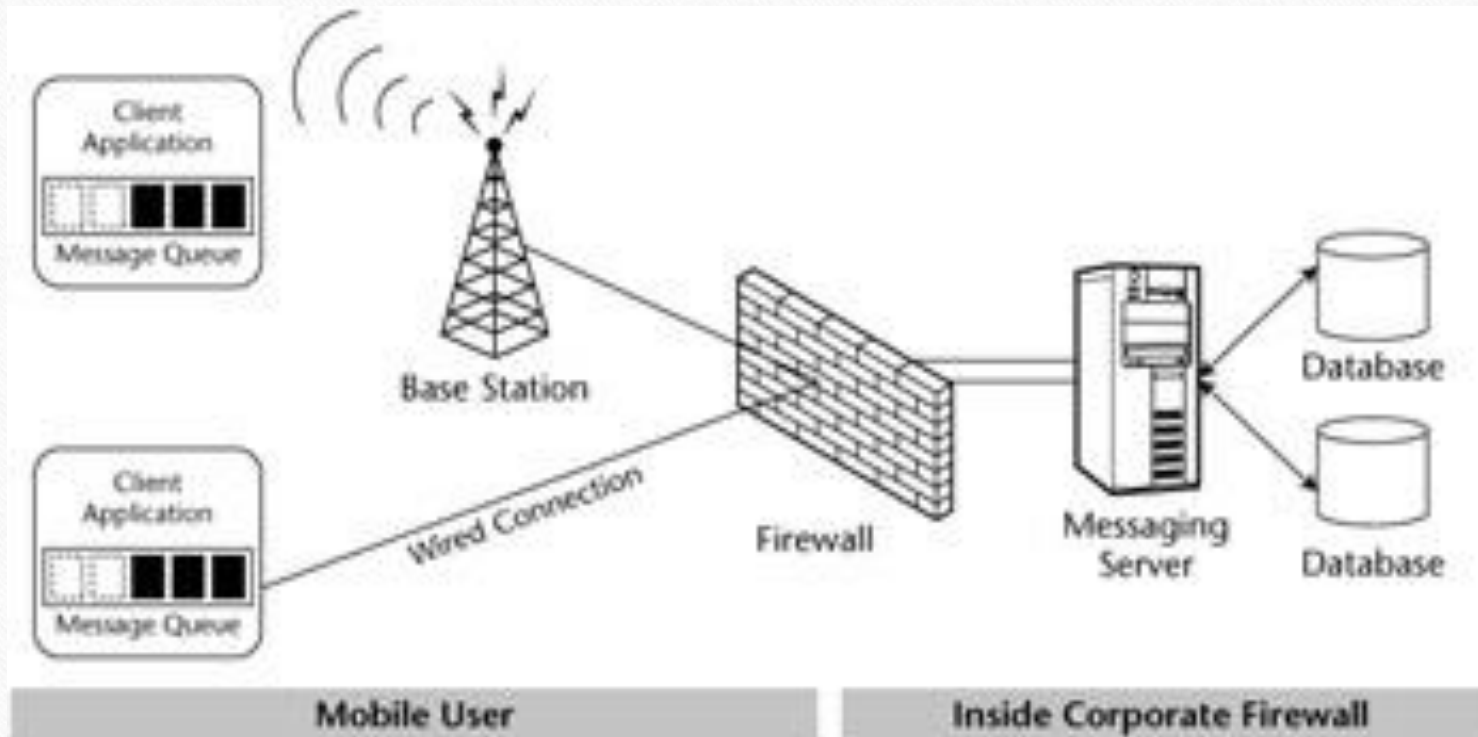 Client
Application
Message Queue
Base Station
Client
Application
Message Queue
Wired Connection
Firewall
Messaging
Server
Database
Database
Mobile User
Inside Corporate Firewall